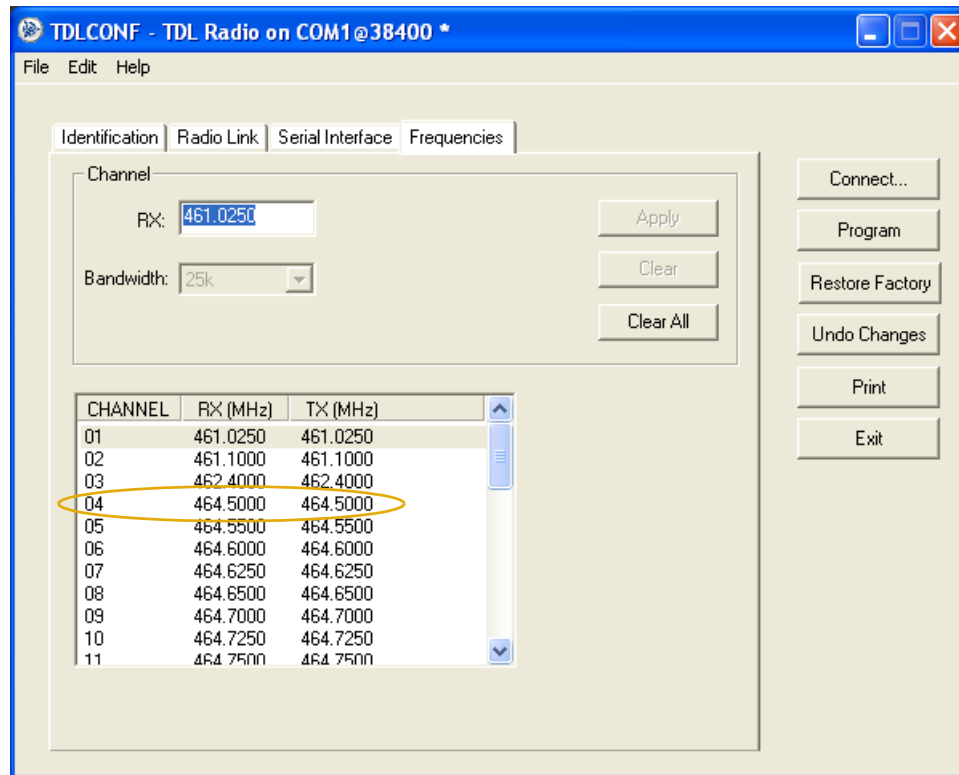 TDLCONF - TDL Radio on COM1@38400 *
File Edit Help
Identification Radio Link Serial Interface Frequencies
Channel
RX: 461.0250
Bandwidth: 25k
Apply
Clear
Clear All
Connect...
Program
Restore Factory
Undo Changes
Print
Exit
CHANNEL RX (MHz) TX (MHz)
01 461.0250 461.0250
02 461.1000 461.1000
03 462.4000 462.4000
04 464.5000 464.5000
05 464.5500 464.5500
06 464.6000 464.6000
07 464.6250 464.6250
08 464.6500 464.6500
09 464.7000 464.7000
10 464.7250 464.7250
11 464.7500 464.7500